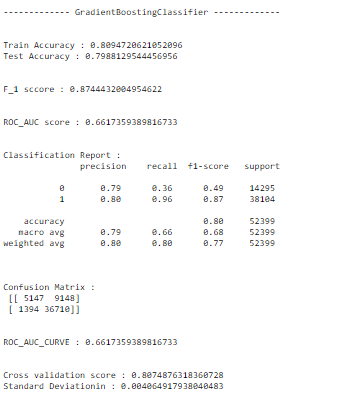 ------------- GradientBoostingClassifier -------------
Train Accuracy : 0.8094720621052096
Test Accuracy : 0.7988129544456956
F_1 sccore : 0.8744432004954622
ROC_AUC score : 0.6617359389816733
Classification Report :
precision recall f1-score support
0 0.79 0.36 0.49 14295
1 0.80 0.96 0.87 38104
accuracy 0.80 52399
macro avg 0.79 0.66 0.68 52399
weighted avg 0.80 0.80 0.77 52399
Confusion Matrix :
[[ 5147 9148]
[ 1394 36710]]
ROC_AUC_CURVE : 0.6617359389816733
Cross validation score : 0.8074876318360728
Standard Deviationin : 0.004064917938040483